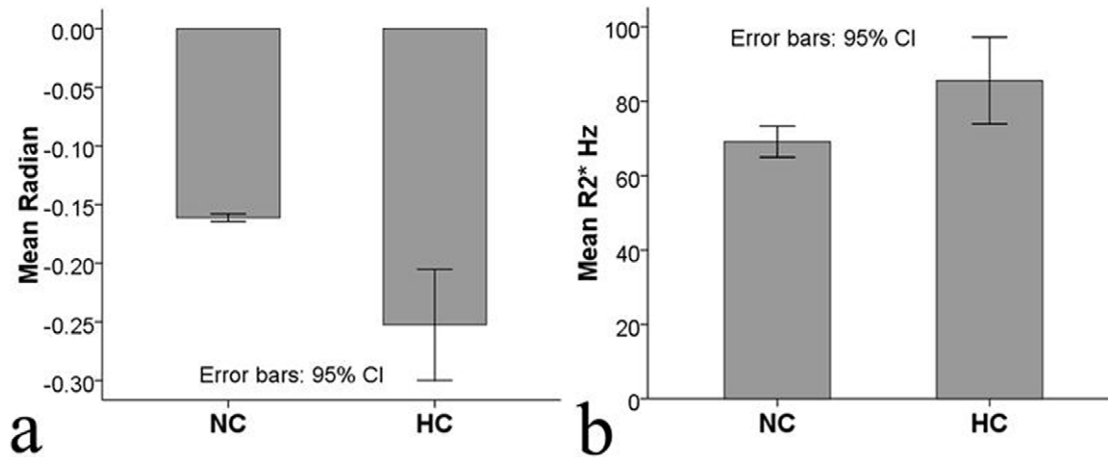 0.00
-0.05
-0.10
-0.15
-0.20
-0.25
-0.30
Mean Radian
Error bars: 95% CI
NC HC
a
100
80
60
40
20
0
Mean R2* Hz
Error bars: 95% CI
NC HC
b